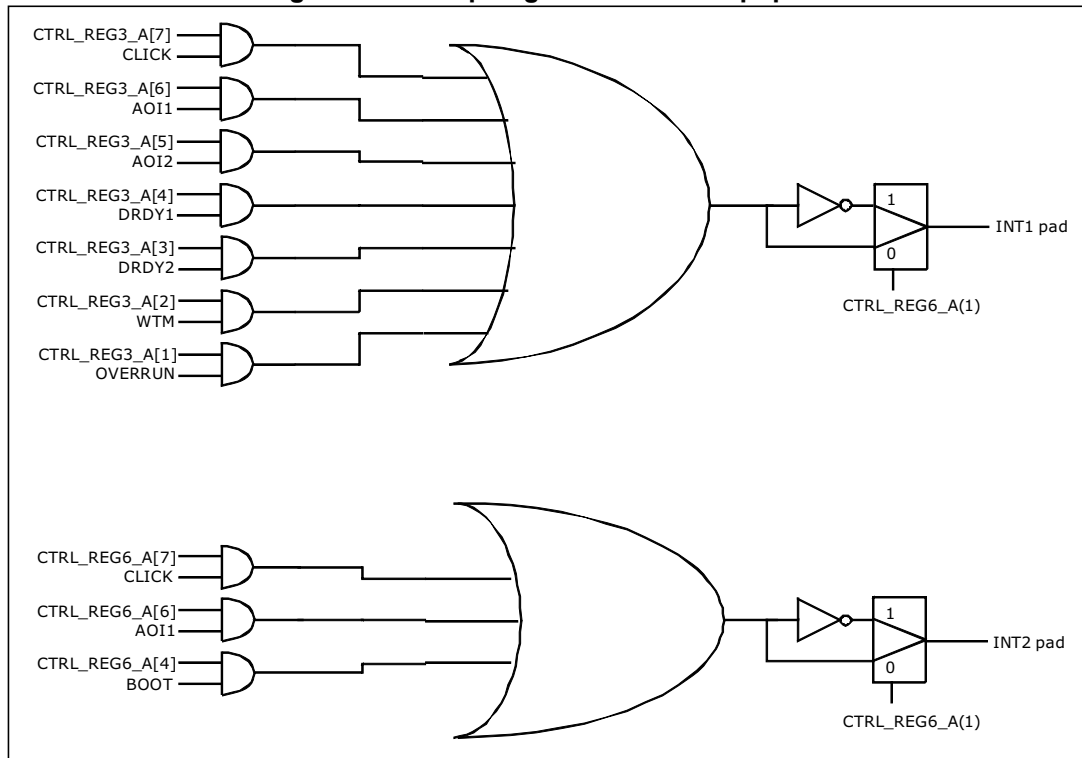 CTRL_REG3_A[7]
CLICK
CTRL_REG3_A[6]
AOI1
CTRL_REG3_A[5]
AOI2
CTRL_REG3_A[4]
DRDY1
CTRL_REG3_A[3]
DRDY2
CTRL_REG3_A[2]
WTM
CTRL_REG3_A[1]
OVERRUN
1
0
INT1 pad
CTRL_REG6_A(1)
CTRL_REG6_A[7]
CLICK
CTRL_REG6_A[6]
AOI1
CTRL_REG6_A[4]
BOOT
1
0
INT2 pad
CTRL_REG6_A(1)